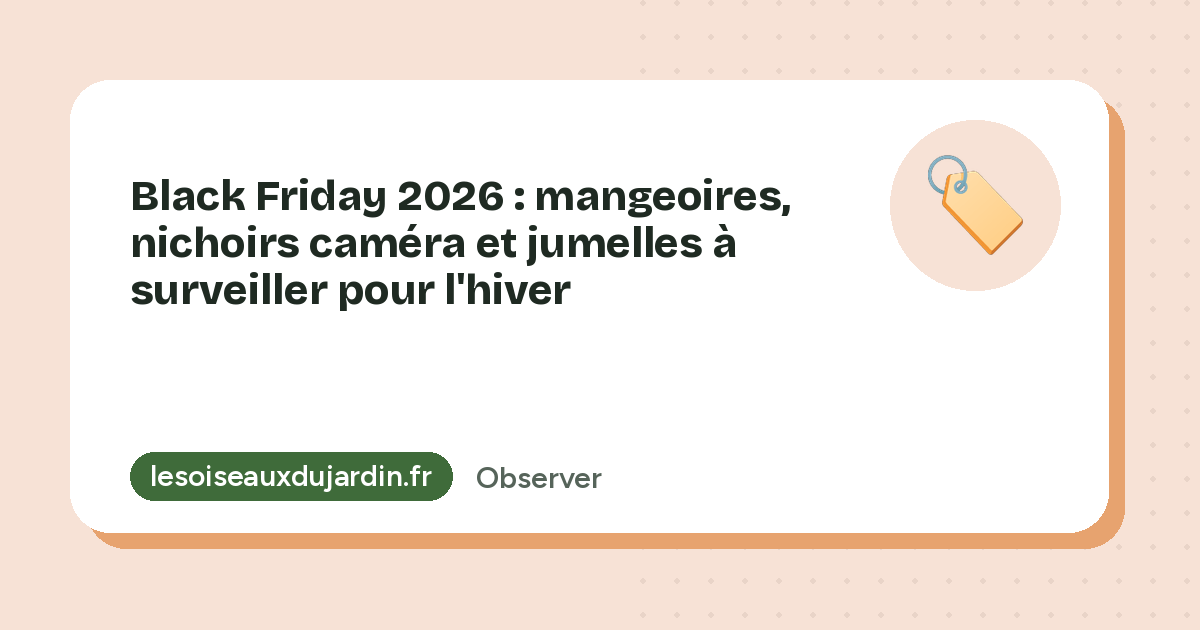 Black Friday 2026 : mangeoires,
nichoirs caméra et jumelles à
surveiller pour l'hiver
lesoiseauxdujardin.fr
Observer